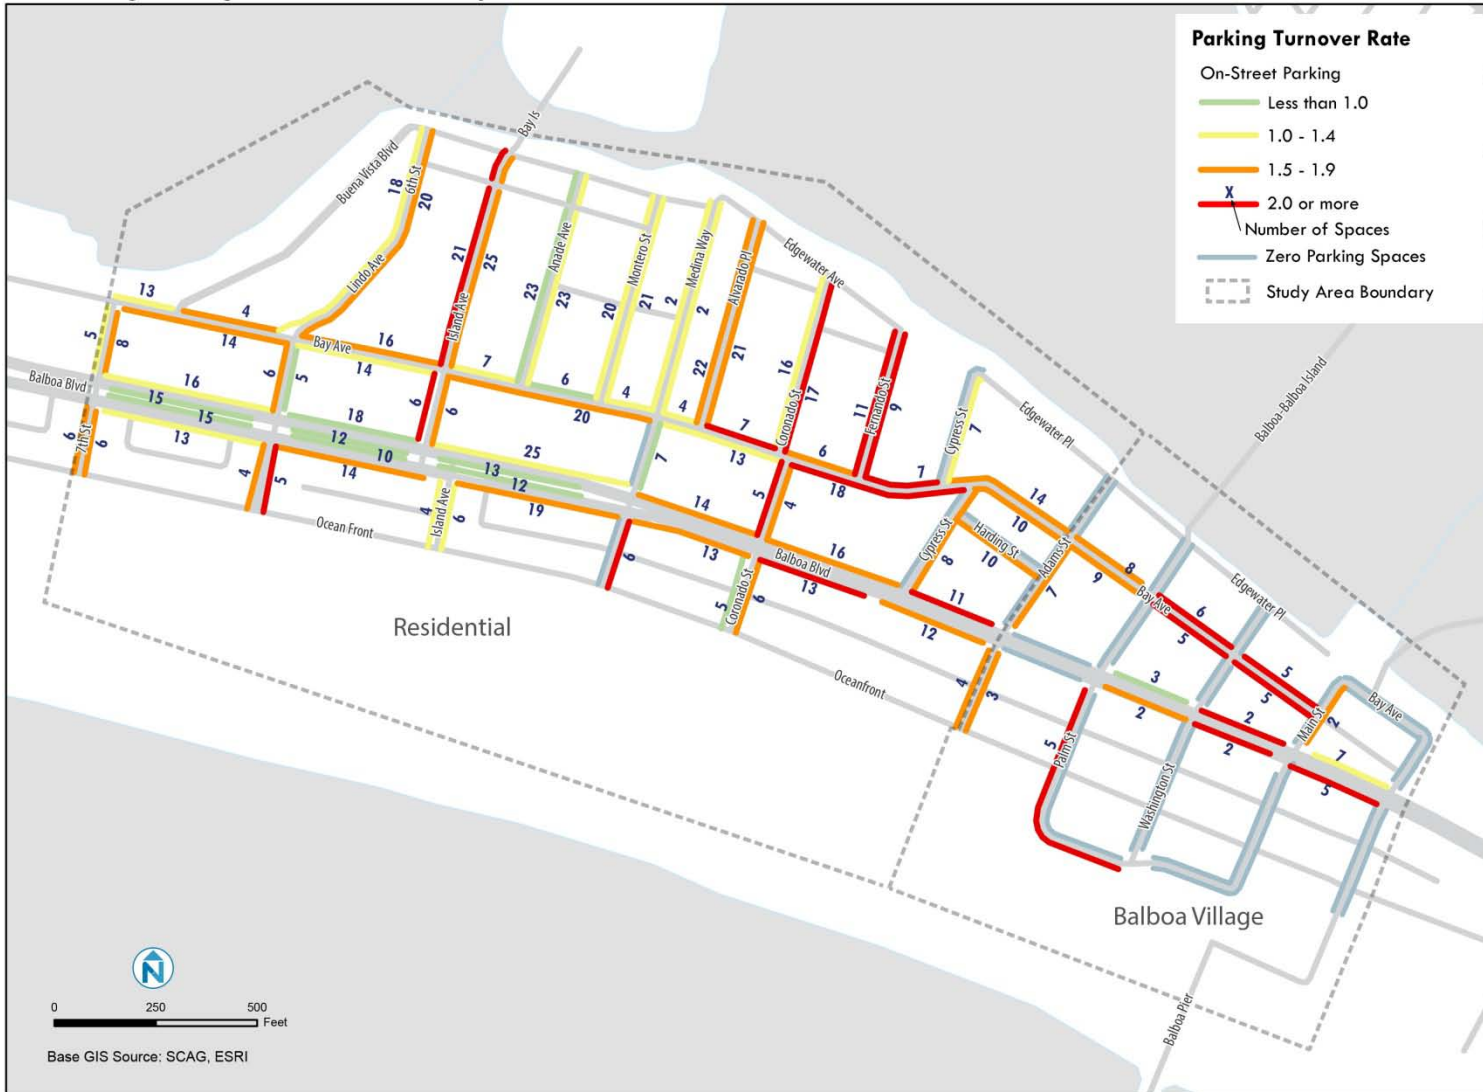 Parking Turnover Rate
On-Street Parking
Less than 1.0
1.0 - 1.4
1.5 - 1.9
X
2.0 or more
Number of Spaces
Zero Parking Spaces
Study Area Boundary
Bay Is
Buena Vista Blvd
18
6th St
20
Lindo Ave
21
25
Island Ave
Anade Ave
23
23
Montero St
20
21
Medina Way
2
2
Alvarado Pl
22
21
Edgewater Ave
16
17
Coronado St
11
9
Fernando St
Cypress St
7
Edgewater Pl
Balboa-Balboa Island
13
4
14
5
8
Bay Ave
16
14
7
6
20
4
4
7
13
6
18
7
14
10
8
9
Bay Ave
6
5
5
5
Edgewater Pl
Bay Ave
Main St
2
7
5
Balboa Blvd
16
15
15
13
6
5
18
12
10
14
6
6
25
13
12
19
7
14
13
5
4
16
Balboa Blvd
13
11
12
Cypress St
8
Harding St
10
Adams St
7
3
2
2
2
7th St
6
6
4
5
4
Island Ave
6
6
5
Coronado St
6
4
3
5
Palm St
Washington St
Ocean Front
Oceanfront
Residential
Balboa Village
Balboa Pier
N
0 250 500
Feet
Base GIS Source: SCAG, ESRI